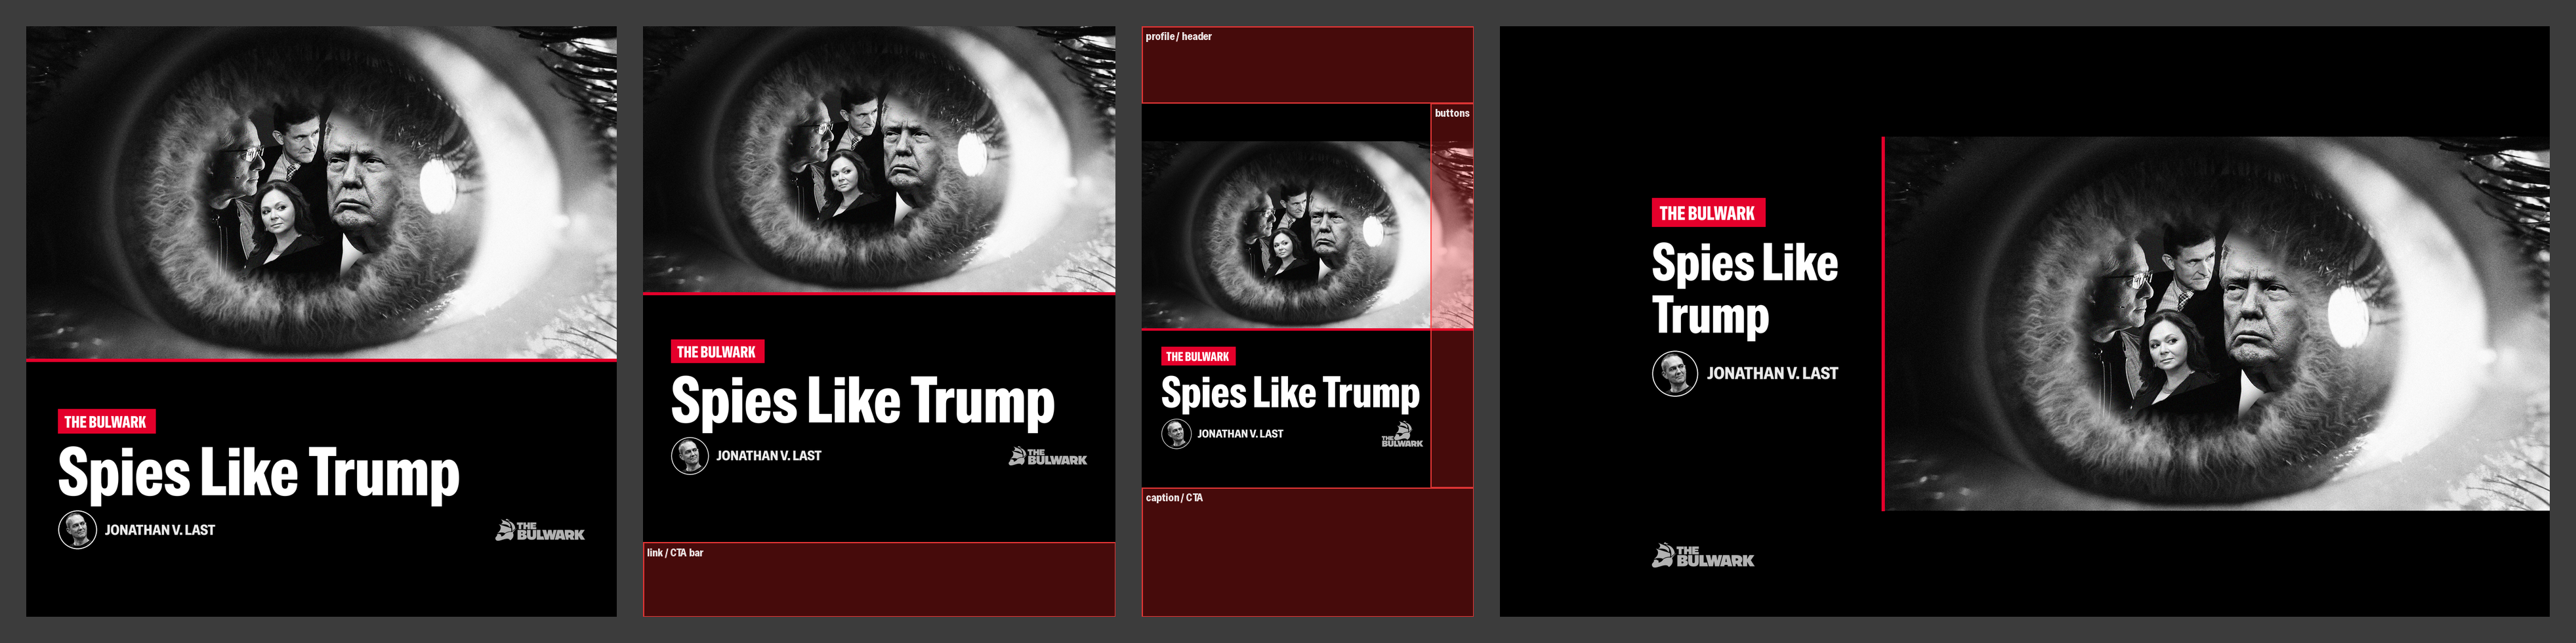 THE BULWARK
Spies Like Trump
JONATHAN V. LAST
THE
BULWARK
THE BULWARK
Spies Like Trump
JONATHAN V. LAST
THE
BULWARK
link / CTA bar
profile / header
buttons
THE BULWARK
Spies Like Trump
JONATHAN V. LAST
THE
BULWARK
caption / CTA
THE BULWARK
Spies Like
Trump
JONATHAN V. LAST
THE
BULWARK